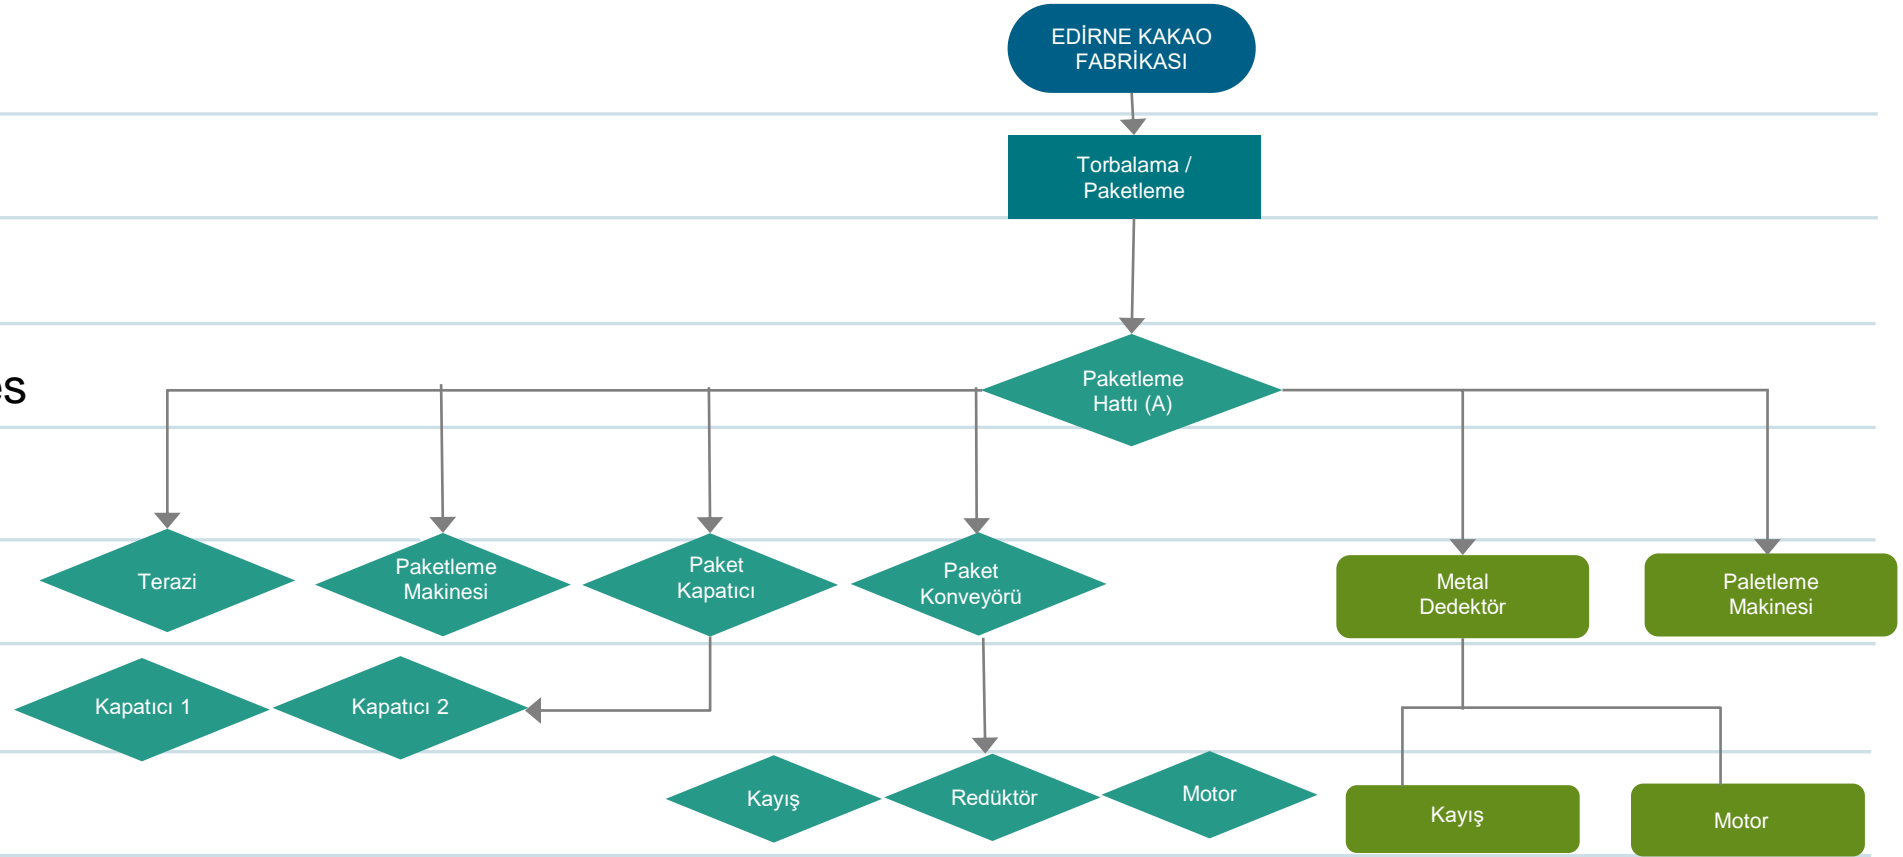 EDİRNE KAKAO
FABRİKASI
Torbalama /
Paketleme
Paketleme
Hattı (A)
es
Terazi
Paketleme
Makinesi
Paket
Kapatıcı
Paket
Konveyörü
Metal
Dedektör
Paletleme
Makinesi
Kapatıcı 1
Kapatıcı 2
Kayış
Redüktör
Motor
Kayış
Motor